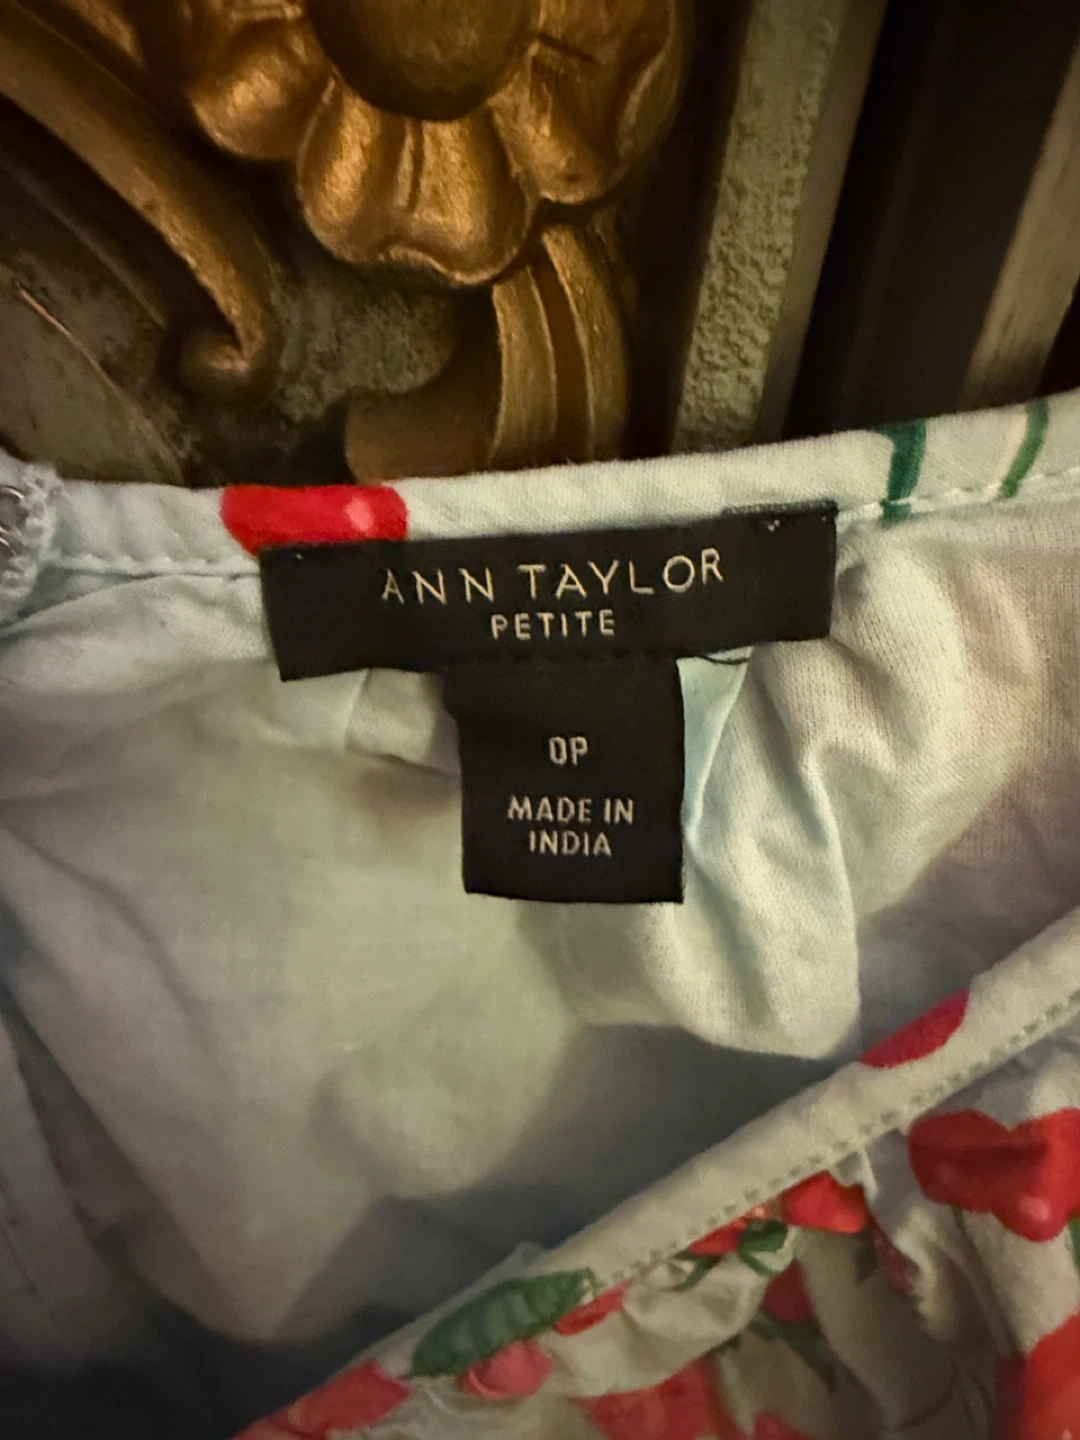 ANN TAYLOR
PETITE
0P
MADE IN
INDIA